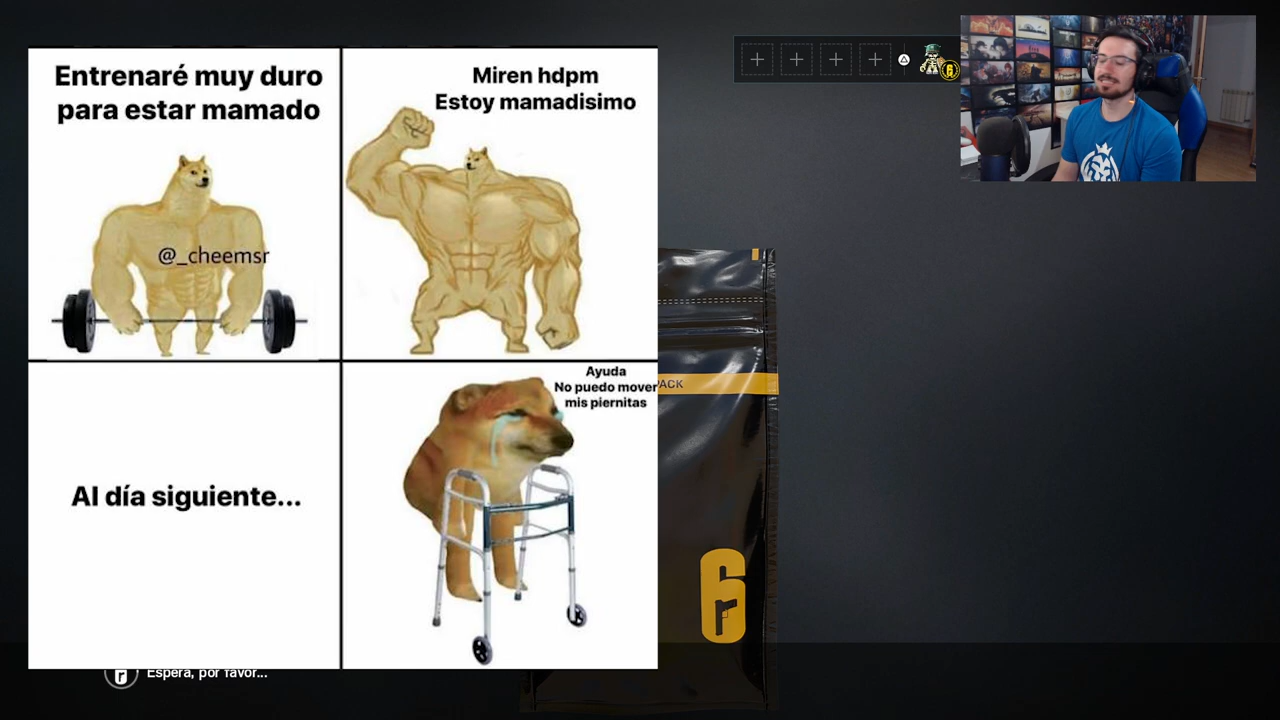 Entrenaré muy duro
para estar mamado
@_cheemsr
Miren hdpm
Estoy mamadisimo
Al día siguiente...
Ayuda
No puedo mover
mis piernitas
PACK
6
Espera, por favor...